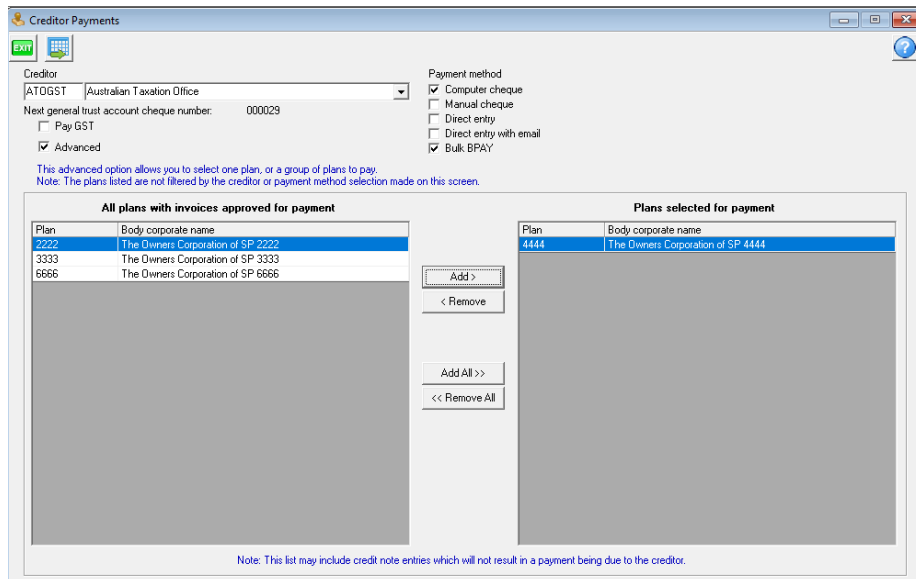 Creditor Payments
EXIT
?
Creditor
ATOGST Australian Taxation Office
Next general trust account cheque number: 000029
Pay GST
Advanced
Payment method
Computer cheque
Manual cheque
Direct entry
Direct entry with email
Bulk BPAY
This advanced option allows you to select one plan, or a group of plans to pay.
Note: The plans listed are not filtered by the creditor or payment method selection made on this screen.
All plans with invoices approved for payment
Plan Body corporate name
2222 The Owners Corporation of SP 2222
3333 The Owners Corporation of SP 3333
6666 The Owners Corporation of SP 6666
Add >
< Remove
Add All >>
<< Remove All
Plans selected for payment
Plan Body corporate name
4444 The Owners Corporation of SP 4444
Note: This list may include credit note entries which will not result in a payment being due to the creditor.